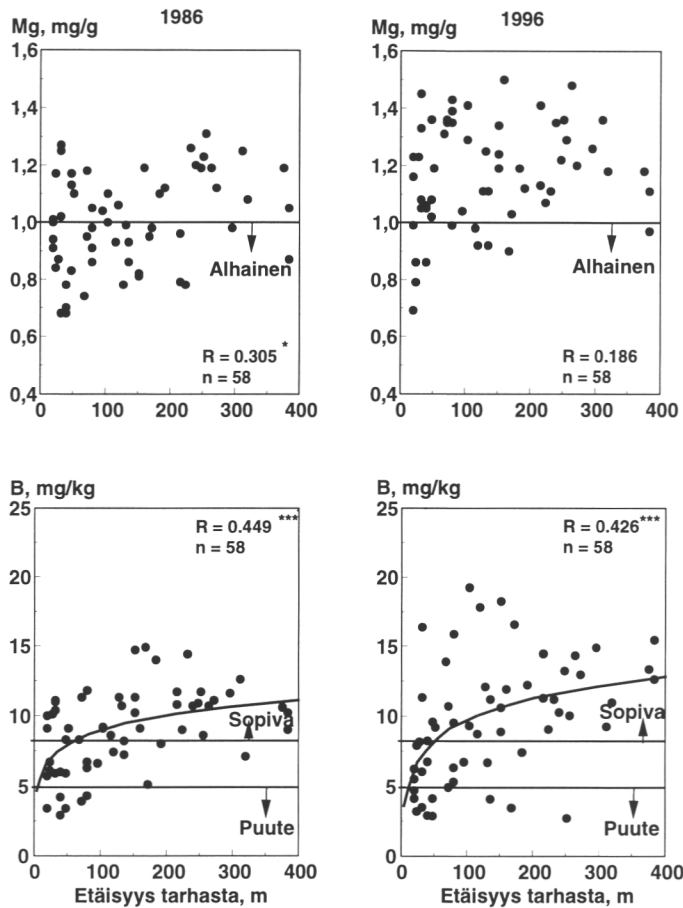 1986
1996
Mg, mg/g
Mg, mg/g
1,6
1,4
1,2
1,0
0,8
0,6
0,4
0 100 200 300 400
Alhainen
R = 0.305 *
n = 58
1,6
1,4
1,2
1,0
0,8
0,6
0,4
0 100 200 300 400
Alhainen
R = 0.186
n = 58
B, mg/kg
B, mg/kg
25
20
15
10
5
0
0 100 200 300 400
R = 0.449 ***
n = 58
Sopiva
Puute
Etäisyys tarhasta, m
25
20
15
10
5
0
0 100 200 300 400
R = 0.426 ***
n = 58
Sopiva
Puute
Etäisyys tarhasta, m